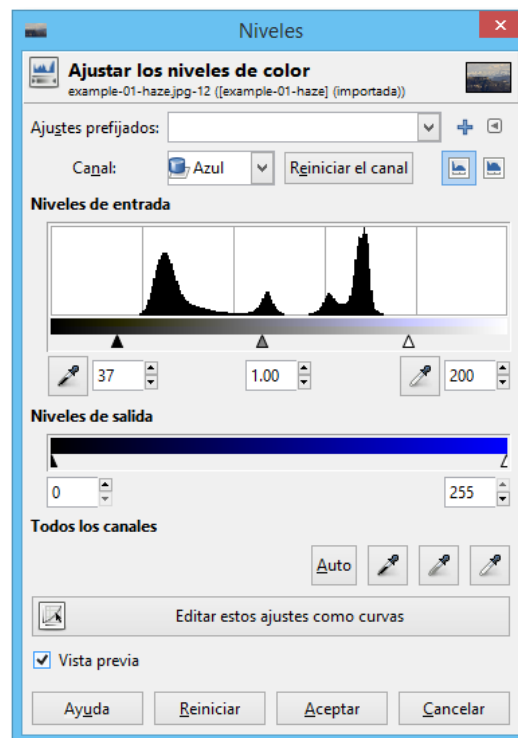 Niveles
Ajustar los niveles de color
example-01-haze.jpg-12 ([example-01-haze] (importada))
Ajustes prefijados:
Canal: Azul Reiniciar el canal
Niveles de entrada
37 1.00 200
Niveles de salida
0 255
Todos los canales
Auto
Editar estos ajustes como curvas
Vista previa
Ayuda Reiniciar Aceptar Cancelar